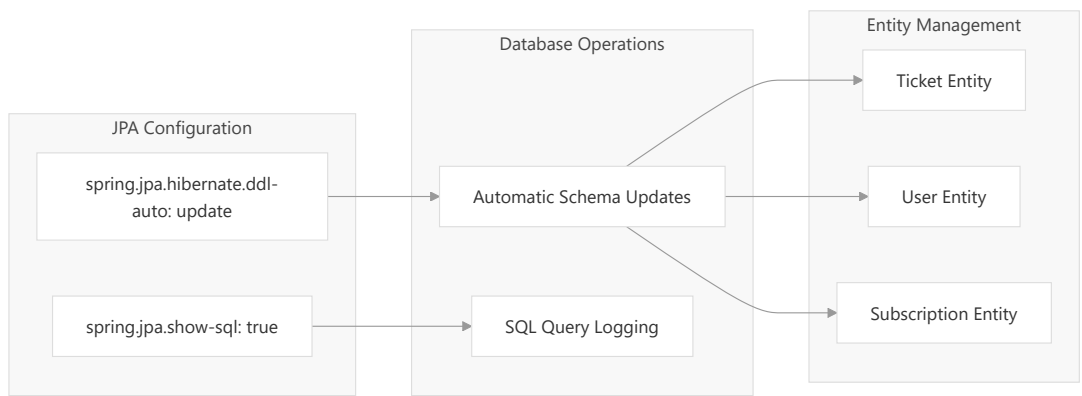 JPA Configuration
spring.jpa.hibernate.ddl-
auto: update
spring.jpa.show-sql: true
Database Operations
Automatic Schema Updates
SQL Query Logging
Entity Management
Ticket Entity
User Entity
Subscription Entity